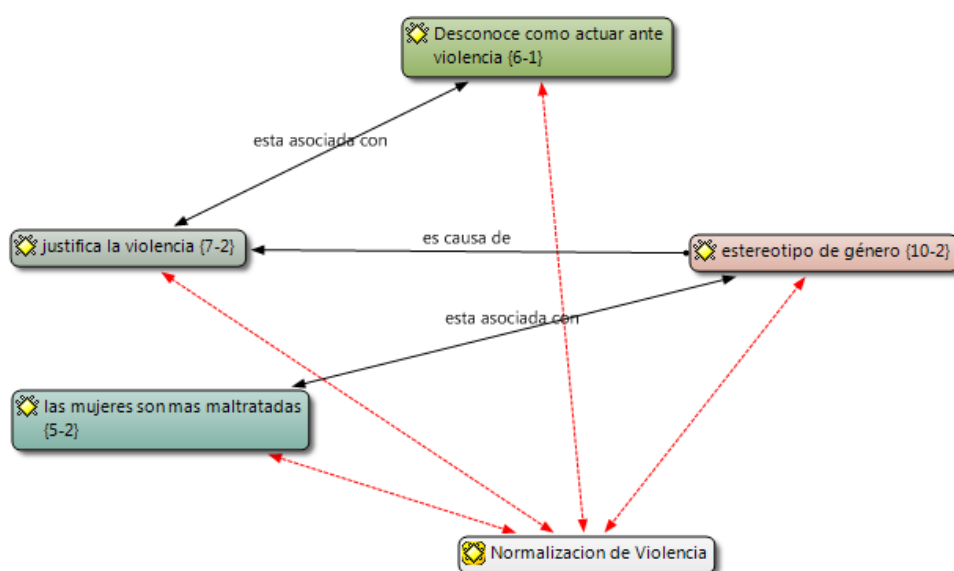 Desconoce como actuar ante
violencia {6-1}
esta asociada con
justifica la violencia {7-2}
es causa de
estereotipo de género {10-2}
esta asociada con
las mujeres son mas maltratadas
{5-2}
Normalizacion de Violencia